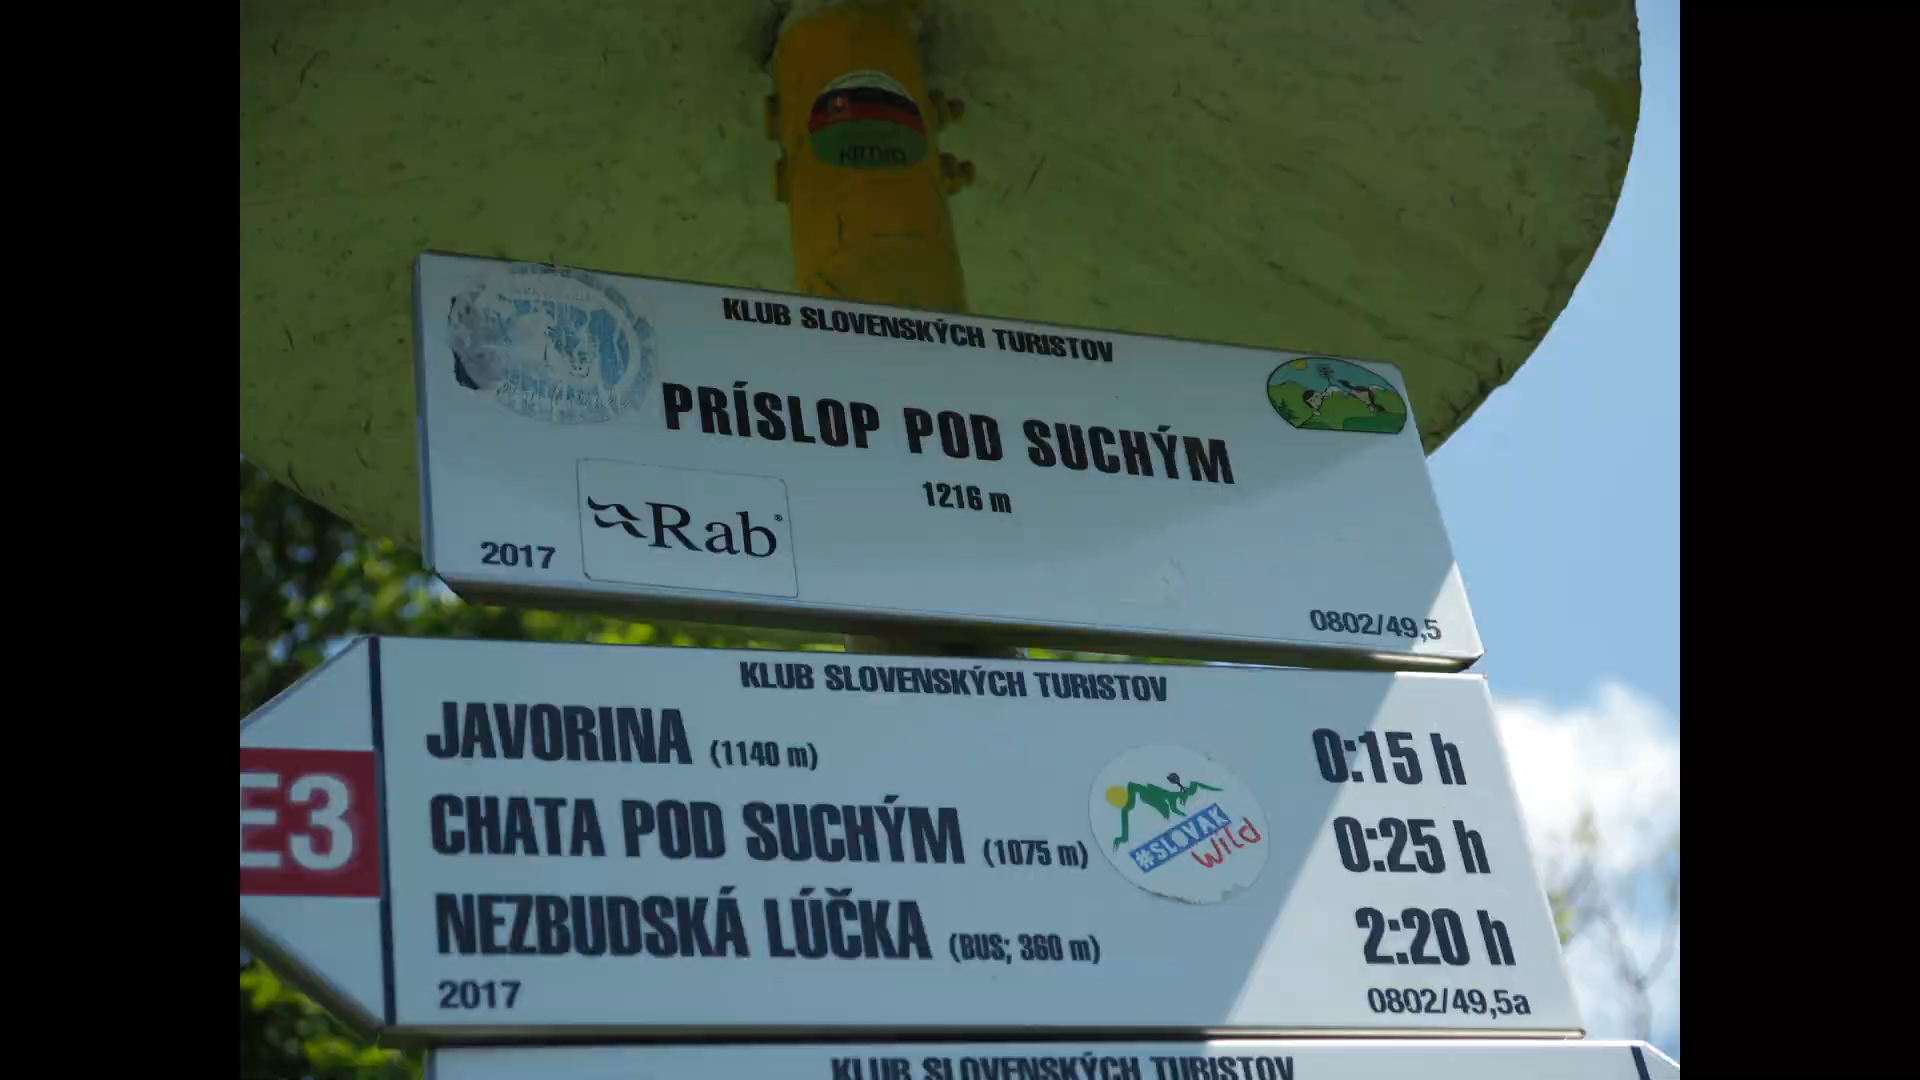 KLUB SLOVENSKÝCH TURISTOV
PRÍSLOP POD SUCHÝM
1216 m
Rab
2017
0802/49,5
KLUB SLOVENSKÝCH TURISTOV
JAVORINA (1140 m) 0:15 h
CHATA POD SUCHÝM (1075 m) 0:25 h
NEZBUDSKÁ LÚČKA (BUS; 360 m) 2:20 h
E3
#SLOVAK
Wild
2017
0802/49,5a
KLUB SLOVENSKÝCH TURISTOV